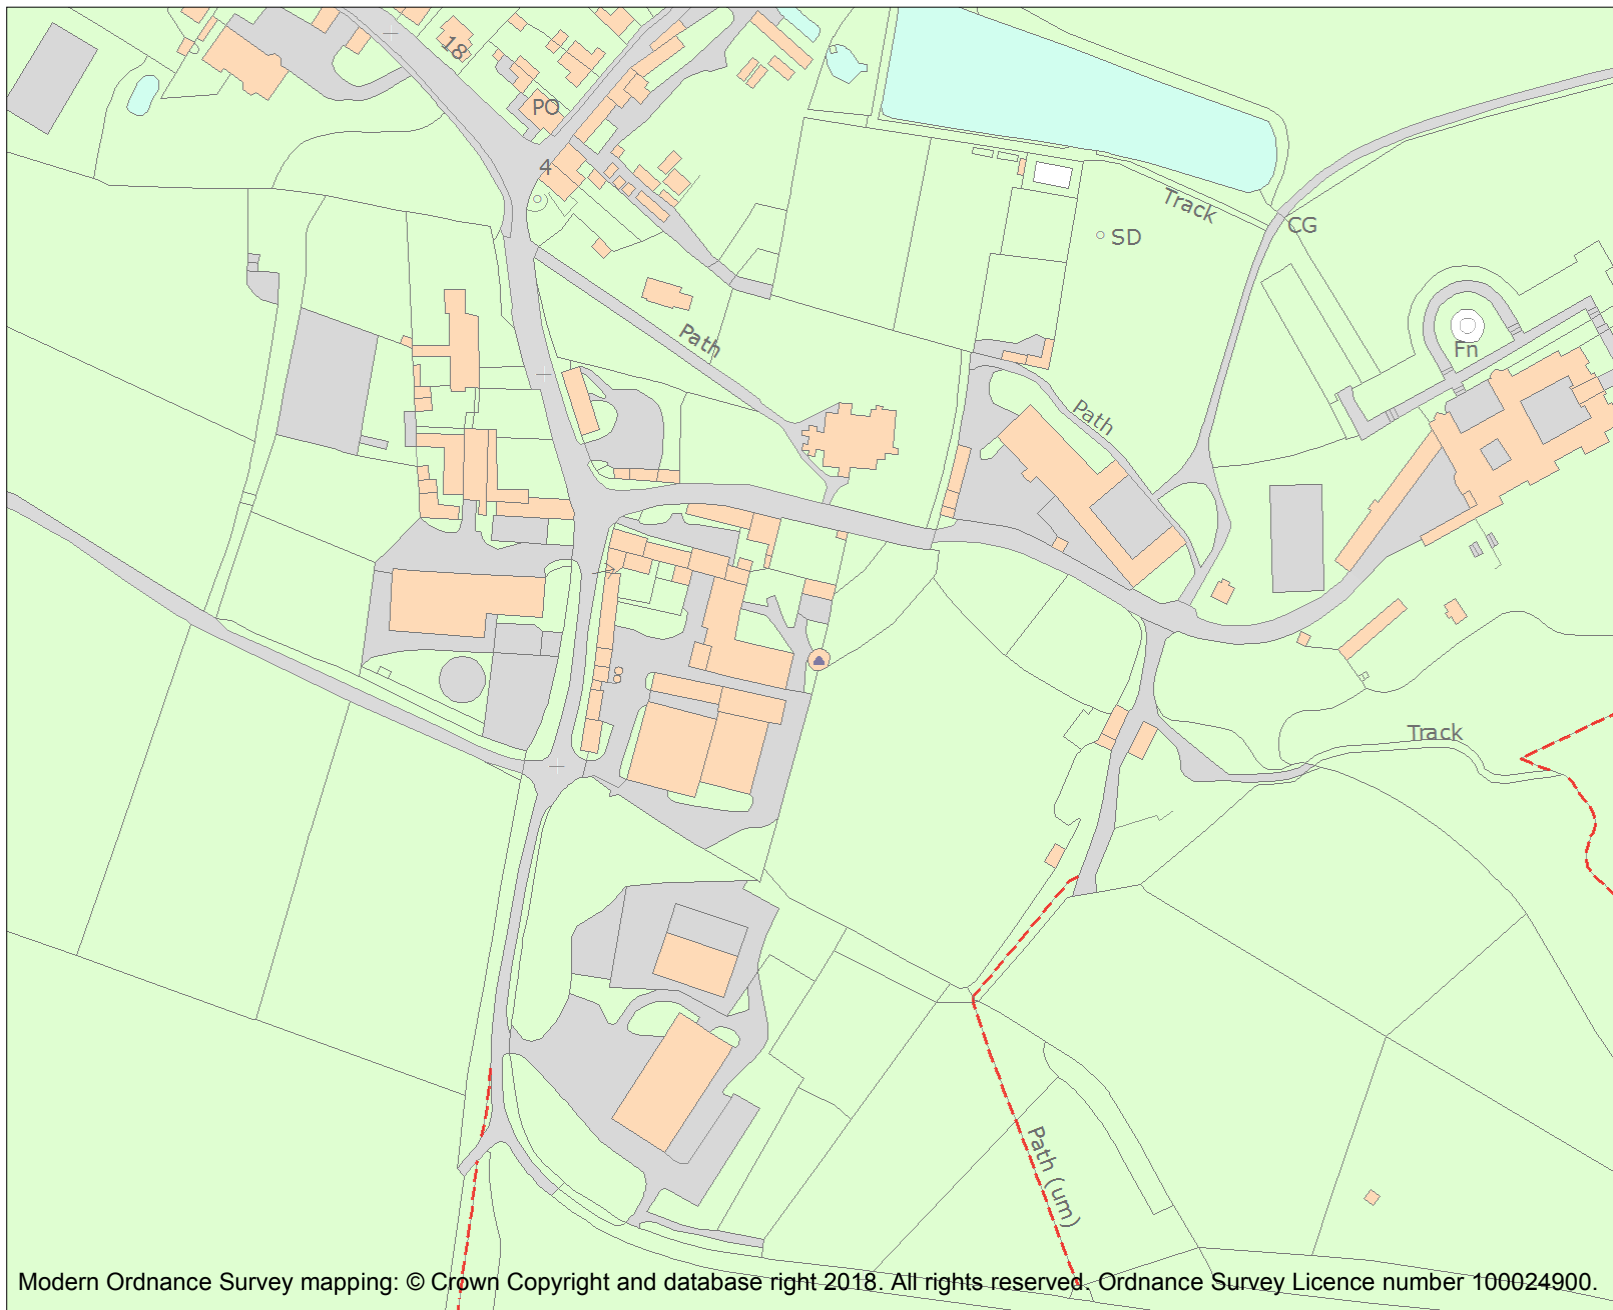 18
PO
4
Track
CG
SD
Path
Fn
Path
Track
Path (um)
Modern Ordnance Survey mapping: © Crown Copyright and database right 2018. All rights reserved. Ordnance Survey Licence number 100024900.